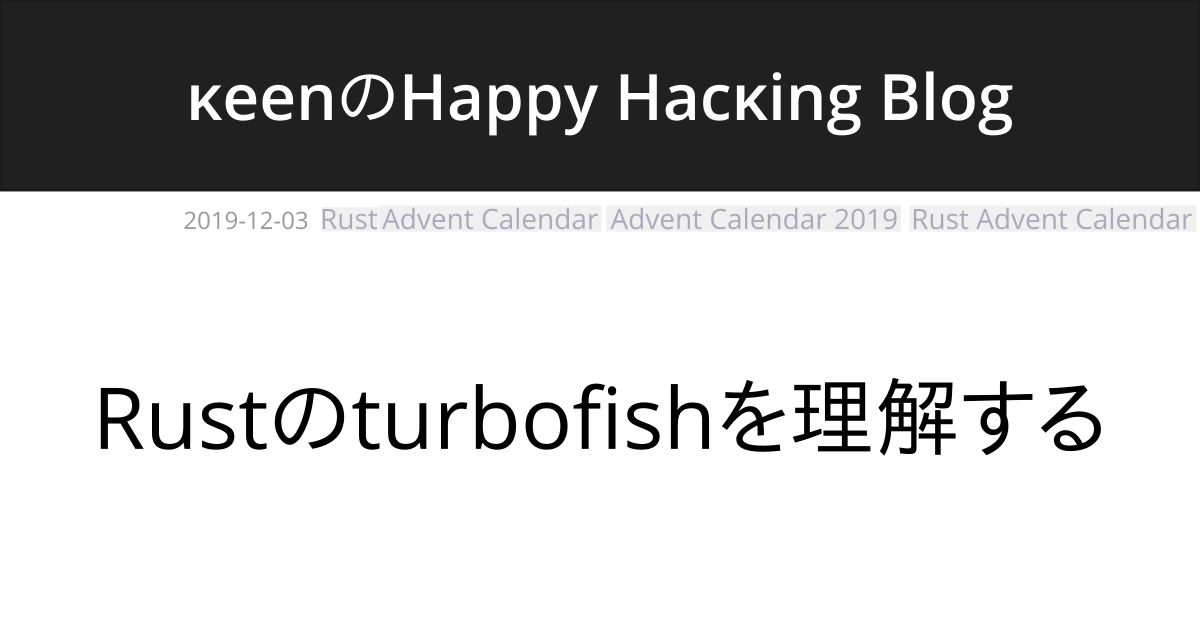 κeenのHappy Hacκing Blog
2019-12-03 Rust Advent Calendar Advent Calendar 2019 Rust Advent Calendar
Rustのturbofishを理解する